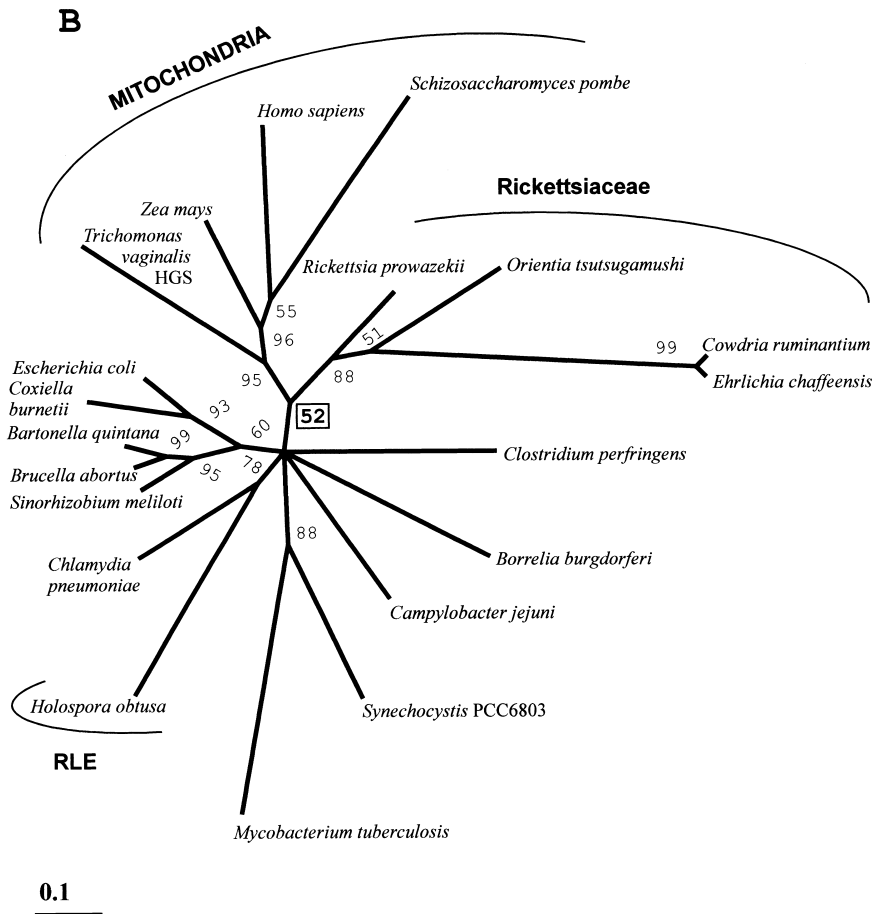 B
MITOCHONDRIA
Schizosaccharomyces pombe
Homo sapiens
Rickettsiaceae
Zea mays
Trichomonas
vaginalis
HGS
Rickettsia prowazekii
Orientia tsutsugamushi
55
96
51
99
Cowdria ruminantium
Escherichia coli
95
88
Ehrlichia chaffeensis
Coxiella
burnetii
93
52
Bartonella quintana
99
60
Clostridium perfringens
Brucella abortus
95
78
Sinorhizobium meliloti
88
Chlamydia
pneumoniae
Borrelia burgdorferi
Campylobacter jejuni
Holospora obtusa
Synechocystis PCC6803
RLE
Mycobacterium tuberculosis
0.1